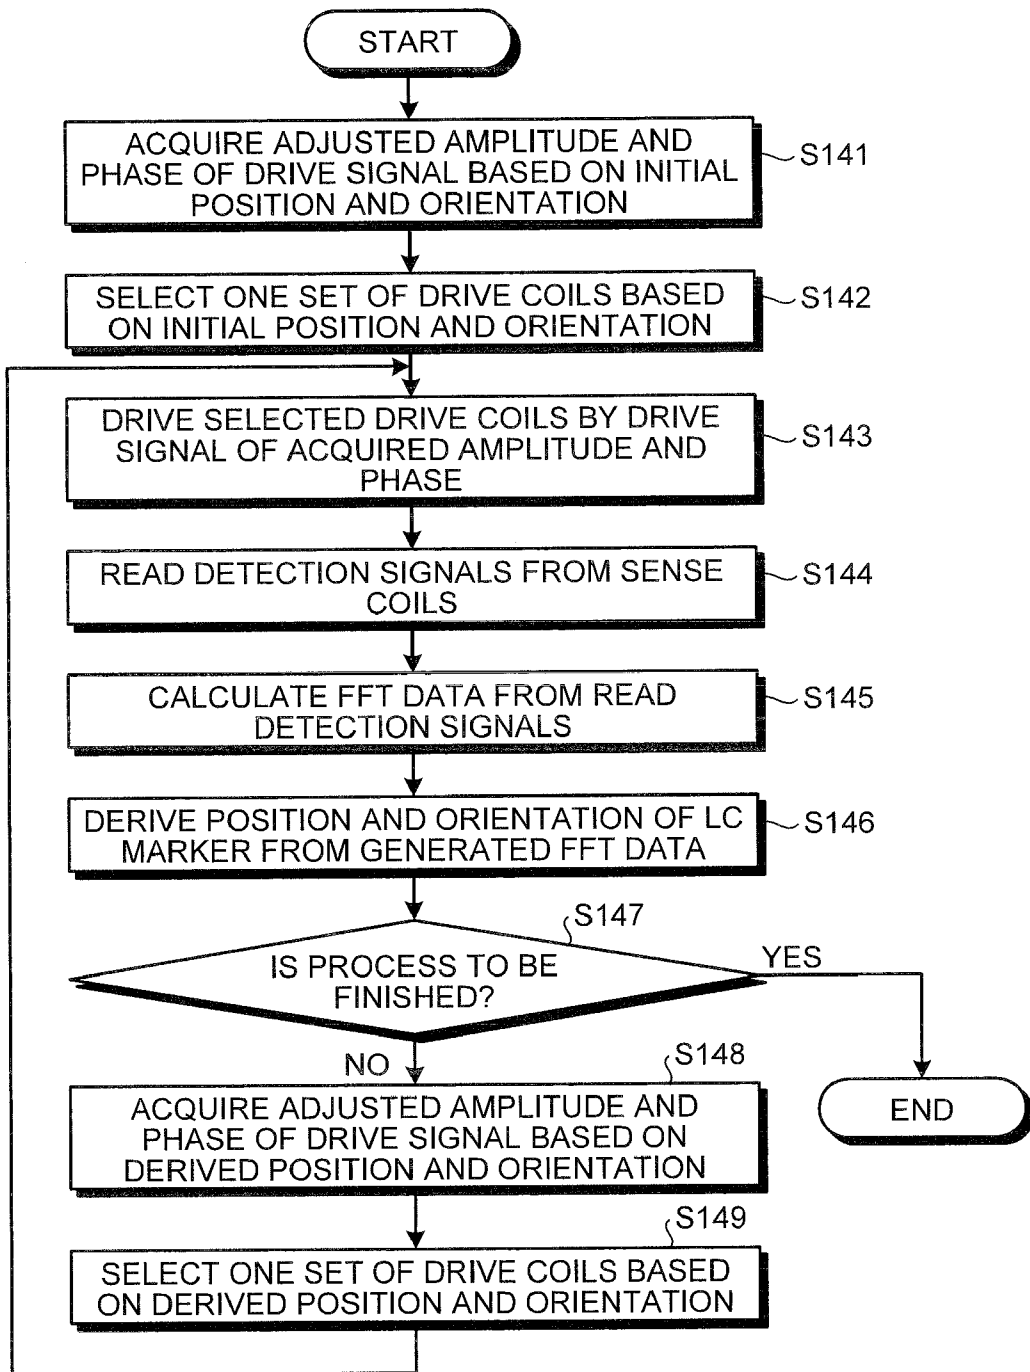 START
ACQUIRE ADJUSTED AMPLITUDE AND
PHASE OF DRIVE SIGNAL BASED ON INITIAL
POSITION AND ORIENTATION
S141
SELECT ONE SET OF DRIVE COILS BASED
ON INITIAL POSITION AND ORIENTATION
S142
DRIVE SELECTED DRIVE COILS BY DRIVE
SIGNAL OF ACQUIRED AMPLITUDE AND
PHASE
S143
READ DETECTION SIGNALS FROM SENSE
COILS
S144
CALCULATE FFT DATA FROM READ
DETECTION SIGNALS
S145
DERIVE POSITION AND ORIENTATION OF LC
MARKER FROM GENERATED FFT DATA
S146
S147
IS PROCESS TO BE
FINISHED?
YES
NO
END
S148
ACQUIRE ADJUSTED AMPLITUDE AND
PHASE OF DRIVE SIGNAL BASED ON
DERIVED POSITION AND ORIENTATION
S149
SELECT ONE SET OF DRIVE COILS BASED
ON DERIVED POSITION AND ORIENTATION